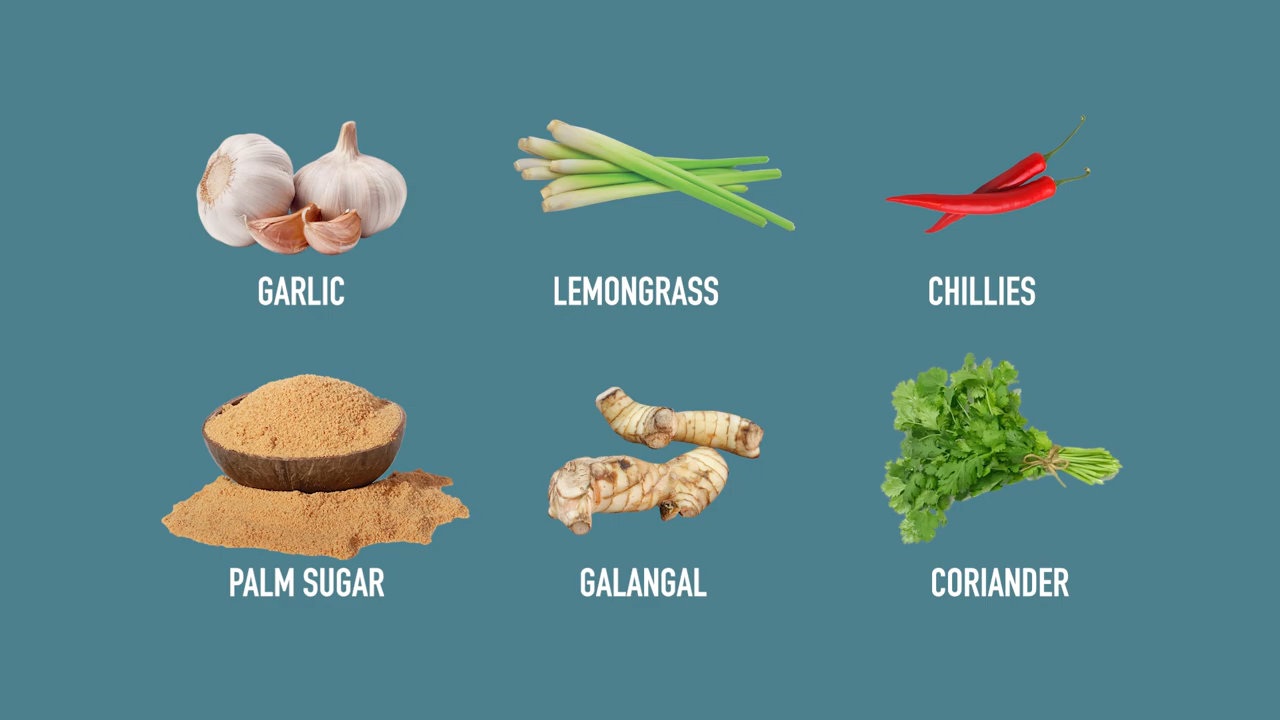 GARLIC
LEMONGRASS
CHILLIES
PALM SUGAR
GALANGAL
CORIANDER